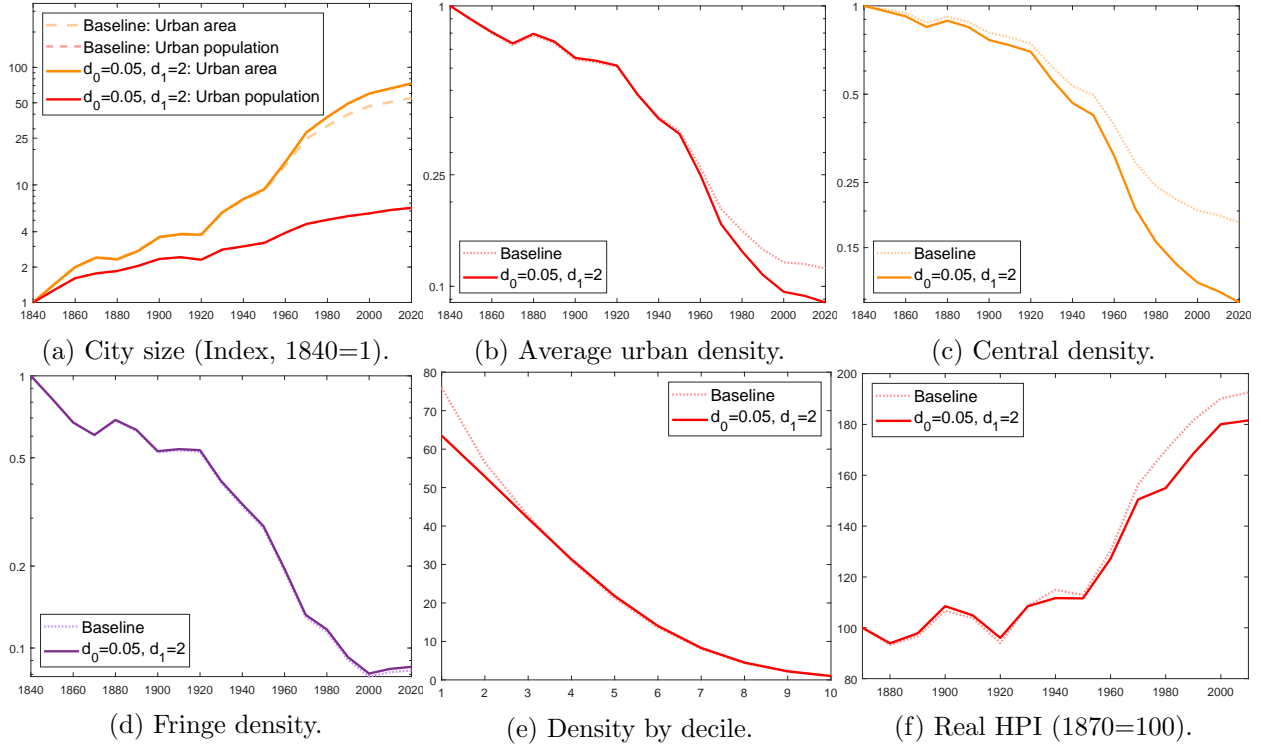 Baseline: Urban area
Baseline: Urban population
d0=0.05, d1=2: Urban area
d0=0.05, d1=2: Urban population
100
50
25
10
4
2
1
1840 1860 1880 1900 1920 1940 1960 1980 2000 2020
(a) City size (Index, 1840=1).
1
0.25
0.1
Baseline
d0=0.05, d1=2
1840 1860 1880 1900 1920 1940 1960 1980 2000 2020
(b) Average urban density.
1
0.5
0.25
0.15
Baseline
d0=0.05, d1=2
1840 1860 1880 1900 1920 1940 1960 1980 2000 2020
(c) Central density.
1
0.5
0.2
0.1
Baseline
d0=0.05, d1=2
1840 1860 1880 1900 1920 1940 1960 1980 2000 2020
(d) Fringe density.
80
70
60
50
40
30
20
10
0
Baseline
d0=0.05, d1=2
1 2 3 4 5 6 7 8 9 10
(e) Density by decile.
200
180
160
140
120
100
80
Baseline
d0=0.05, d1=2
1880 1900 1920 1940 1960 1980 2000
(f) Real HPI (1870=100).